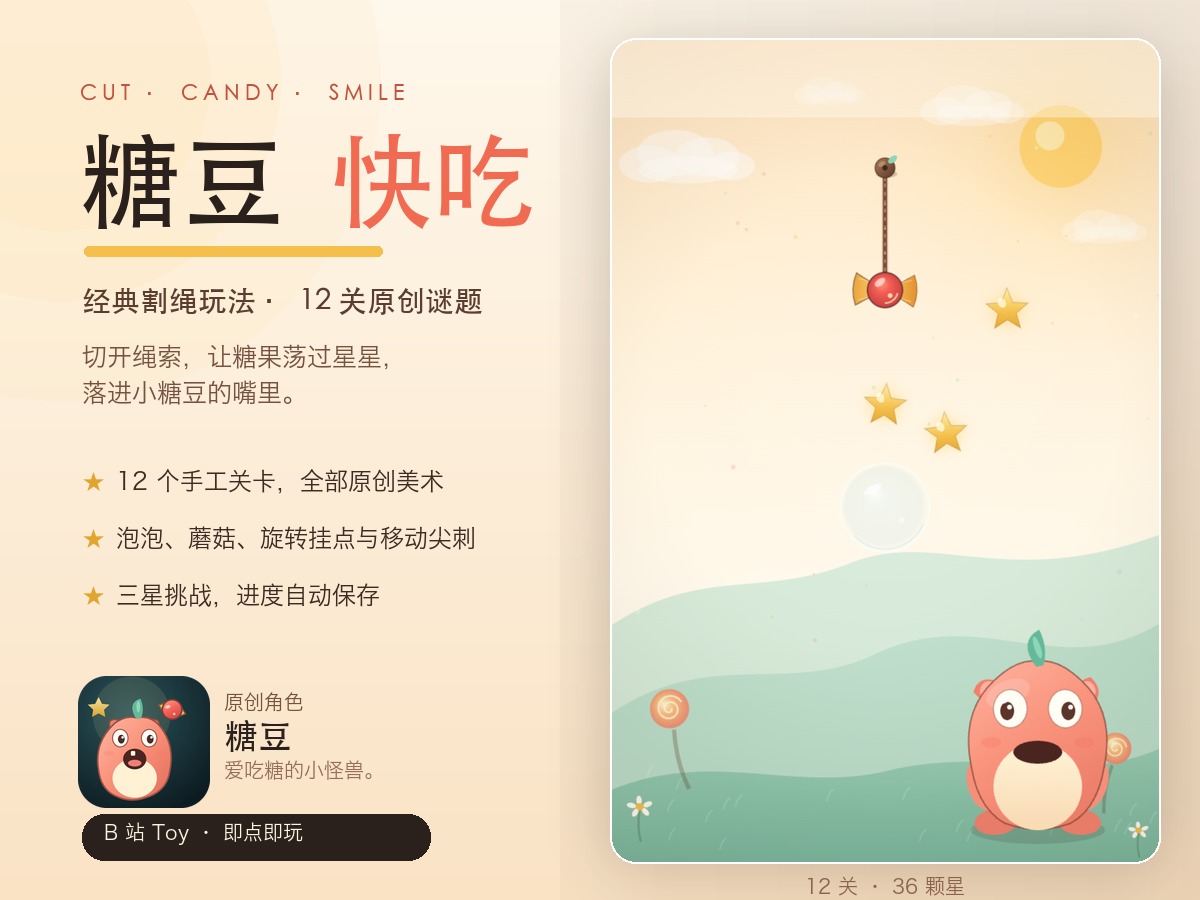 CUT · CANDY · SMILE
糖豆 快吃
经典割绳玩法 · 12 关原创谜题
切开绳索，让糖果荡过星星，
落进小糖豆的嘴里。
★ 12 个手工关卡，全部原创美术
★ 泡泡、蘑菇、旋转挂点与移动尖刺
★ 三星挑战，进度自动保存
原创角色
糖豆
爱吃糖的小怪兽。
B 站 Toy · 即点即玩
12 关 · 36 颗星